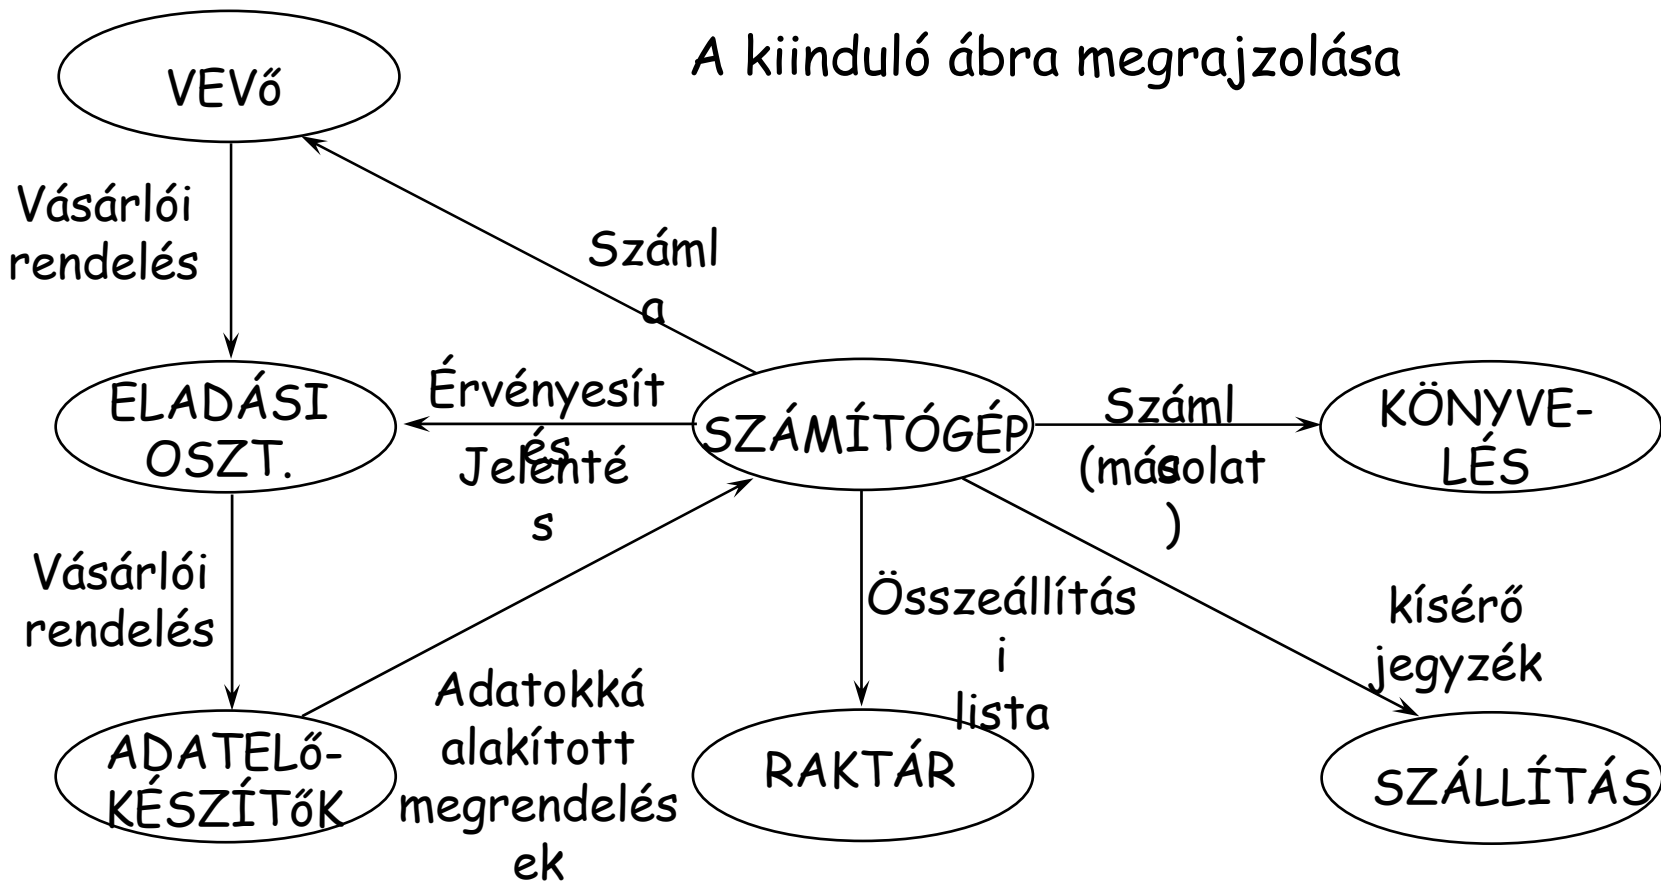 A kiinduló ábra megrajzolása
VEVő
Vásárlói
rendelés
Száml
a
ELADÁSI
OSZT.
Érvényesít
és
Jelenté
s
SZÁMÍTÓGÉP
Száml
a
(másolat
)
KÖNYVE-
LÉS
Vásárlói
rendelés
Adatokká
alakított
megrendelés
ek
Összeállítás
i
lista
kísérő
jegyzék
ADATELő-
KÉSZÍTőK
RAKTÁR
SZÁLLÍTÁS